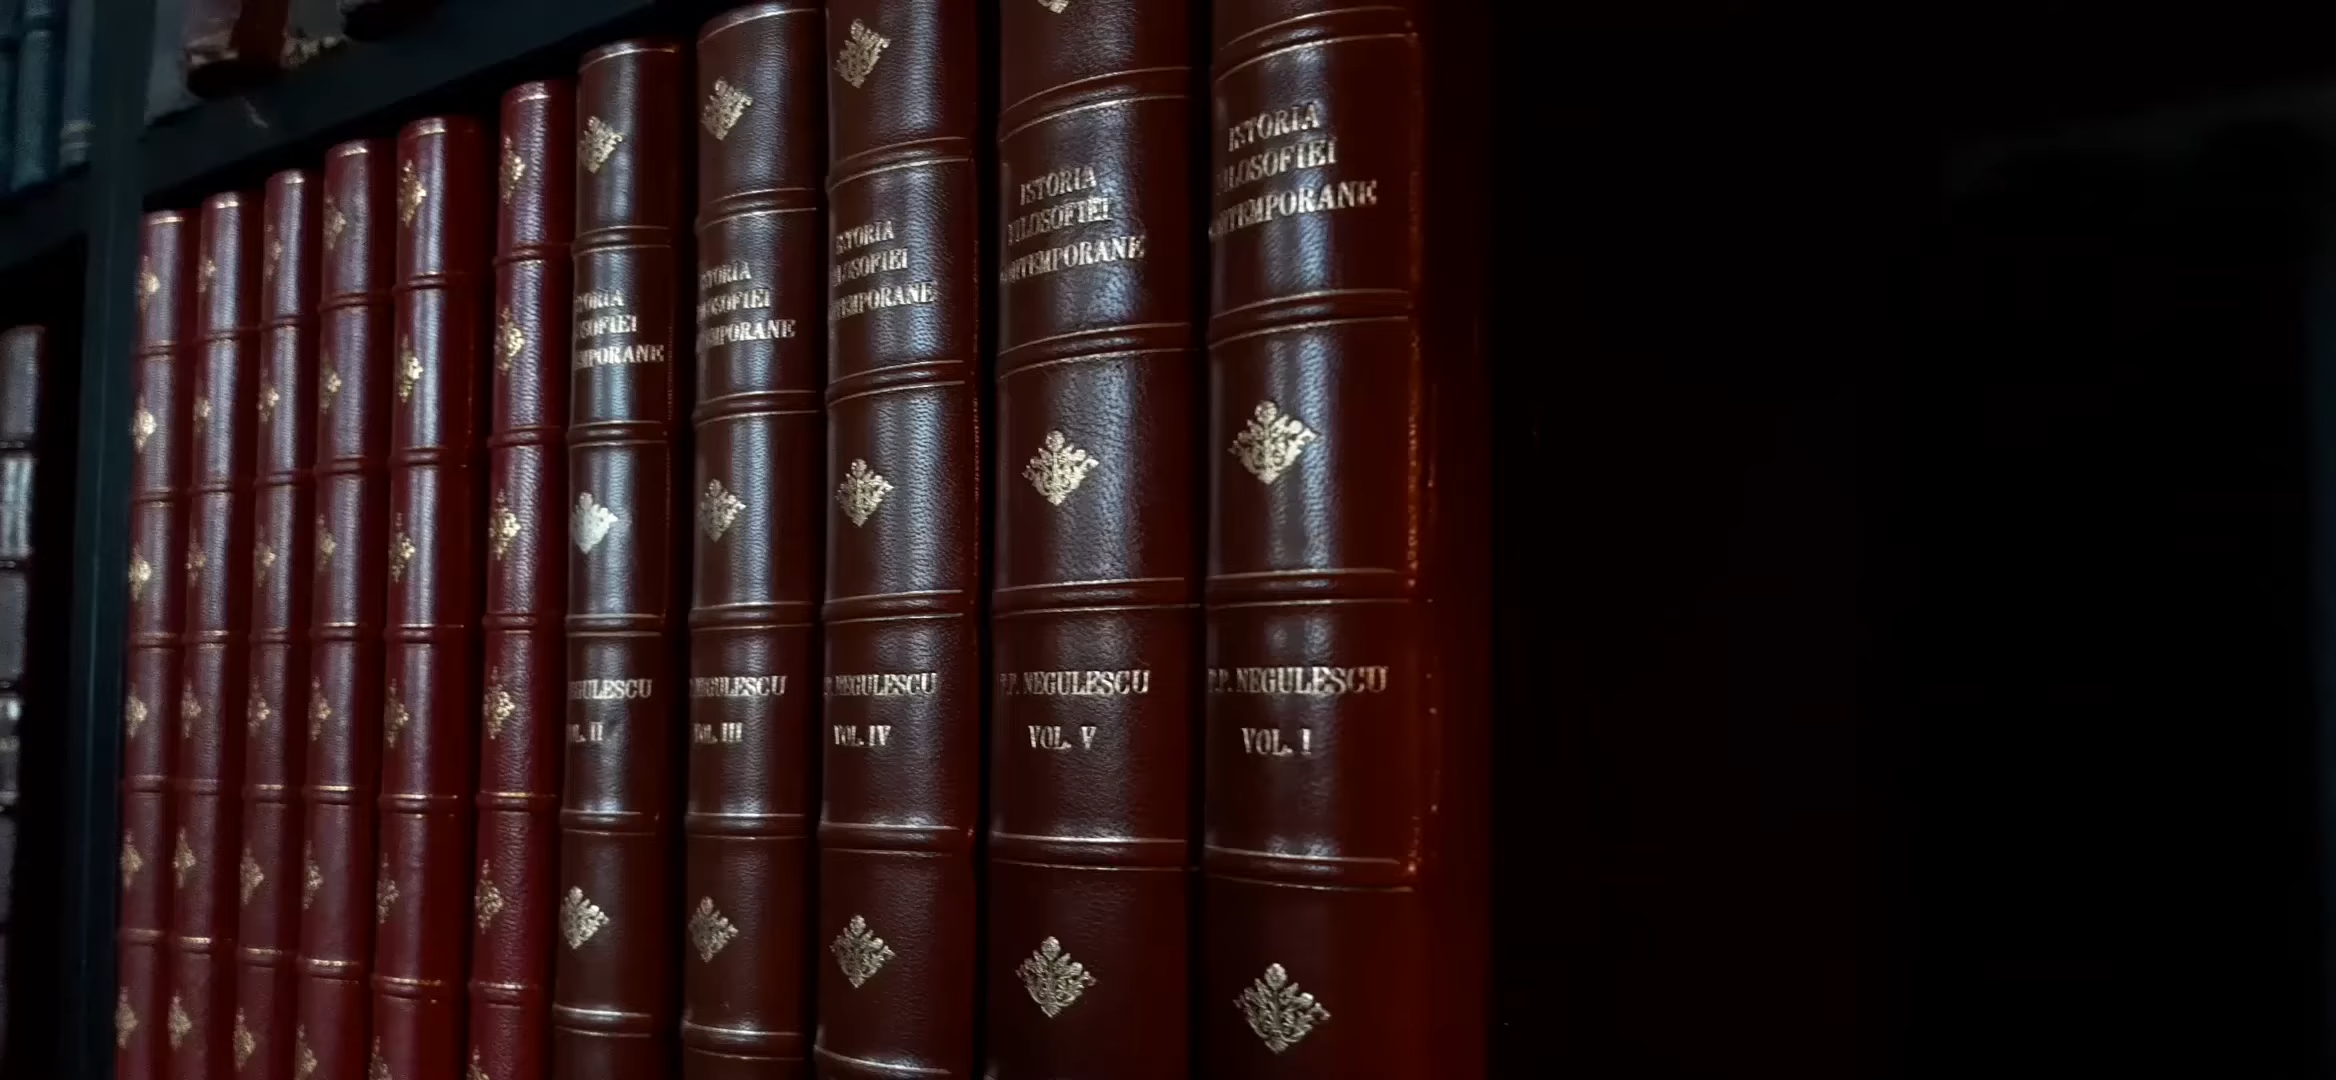 ISTORIA
FILOSOFIEI
CONTEMPORANE
NEGULESCU
VOL. II
ISTORIA
FILOSOFIEI
CONTEMPORANE
NEGULESCU
VOL. III
ISTORIA
FILOSOFIEI
CONTEMPORANE
P. NEGULESCU
VOL. IV
ISTORIA
FILOSOFIEI
CONTEMPORANE
P.P. NEGULESCU
VOL. V
ISTORIA
FILOSOFIEI
CONTEMPORANE
P.P. NEGULESCU
VOL. I